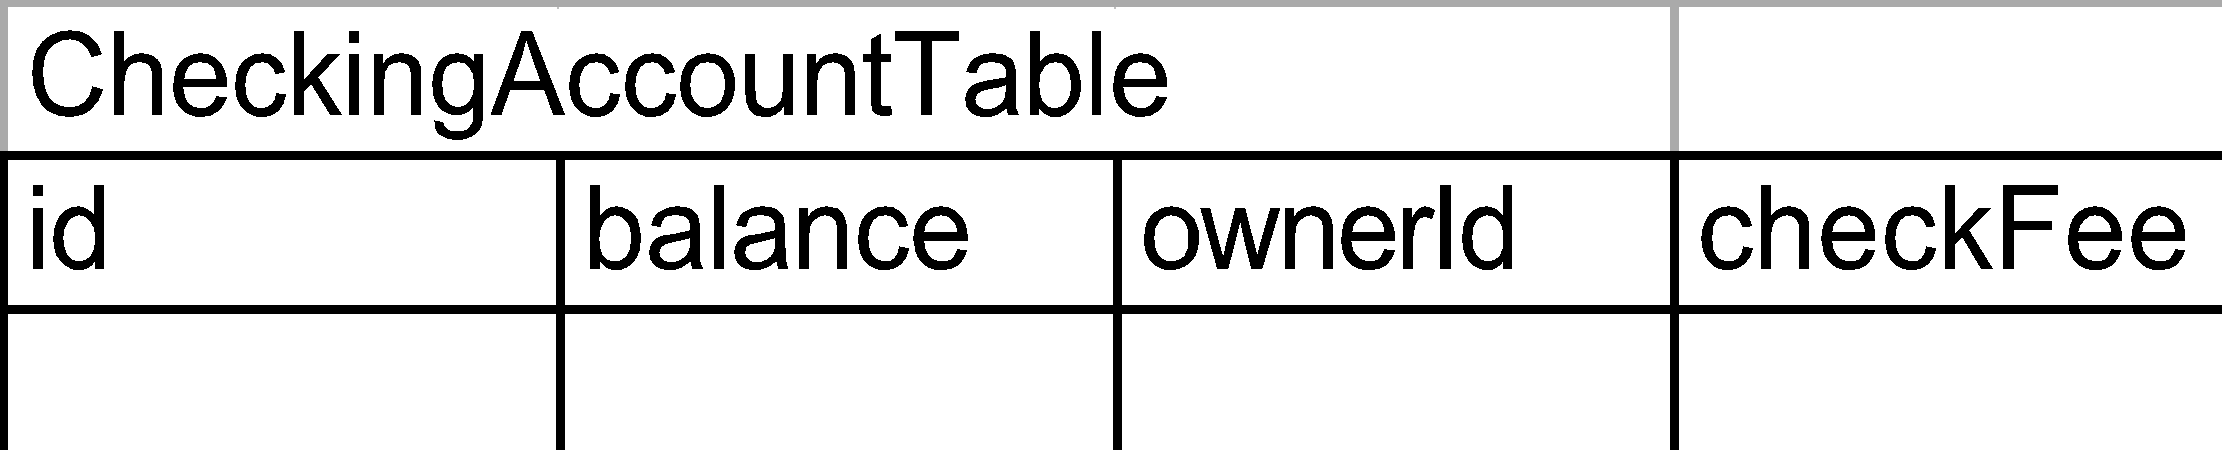 CheckingAccountTable
id balance ownerId checkFee